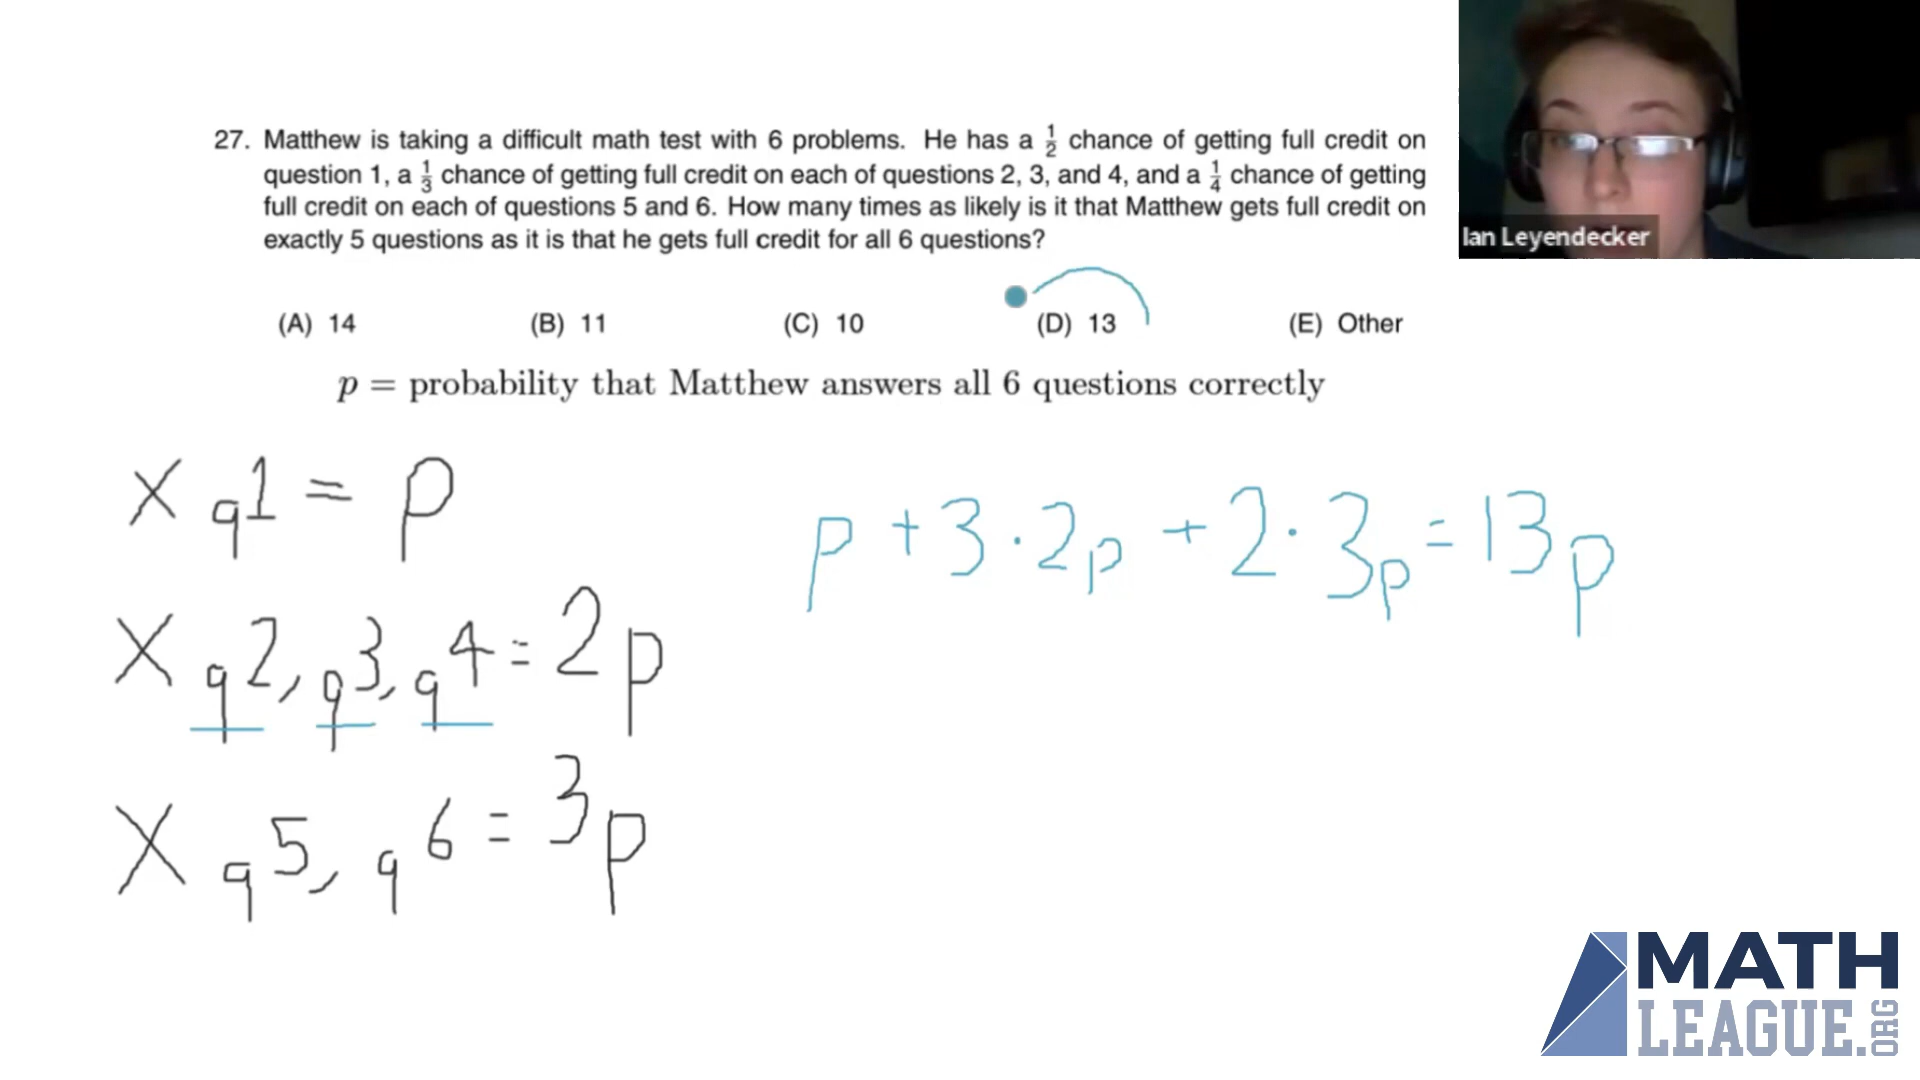 27. Matthew is taking a difficult math test with 6 problems. He has a 1/2 chance of getting full credit on
question 1, a 1/3 chance of getting full credit on each of questions 2, 3, and 4, and a 1/4 chance of getting
full credit on each of questions 5 and 6. How many times as likely is it that Matthew gets full credit on
exactly 5 questions as it is that he gets full credit for all 6 questions?
Ian Leyendecker
(A) 14 (B) 11 (C) 10 (D) 13 (E) Other
p = probability that Matthew answers all 6 questions correctly
X q1 = p
p + 3 · 2p + 2 · 3p = 13p
X q2, q3, q4 = 2p
X q5, q6 = 3p
MATH
LEAGUE.ORG